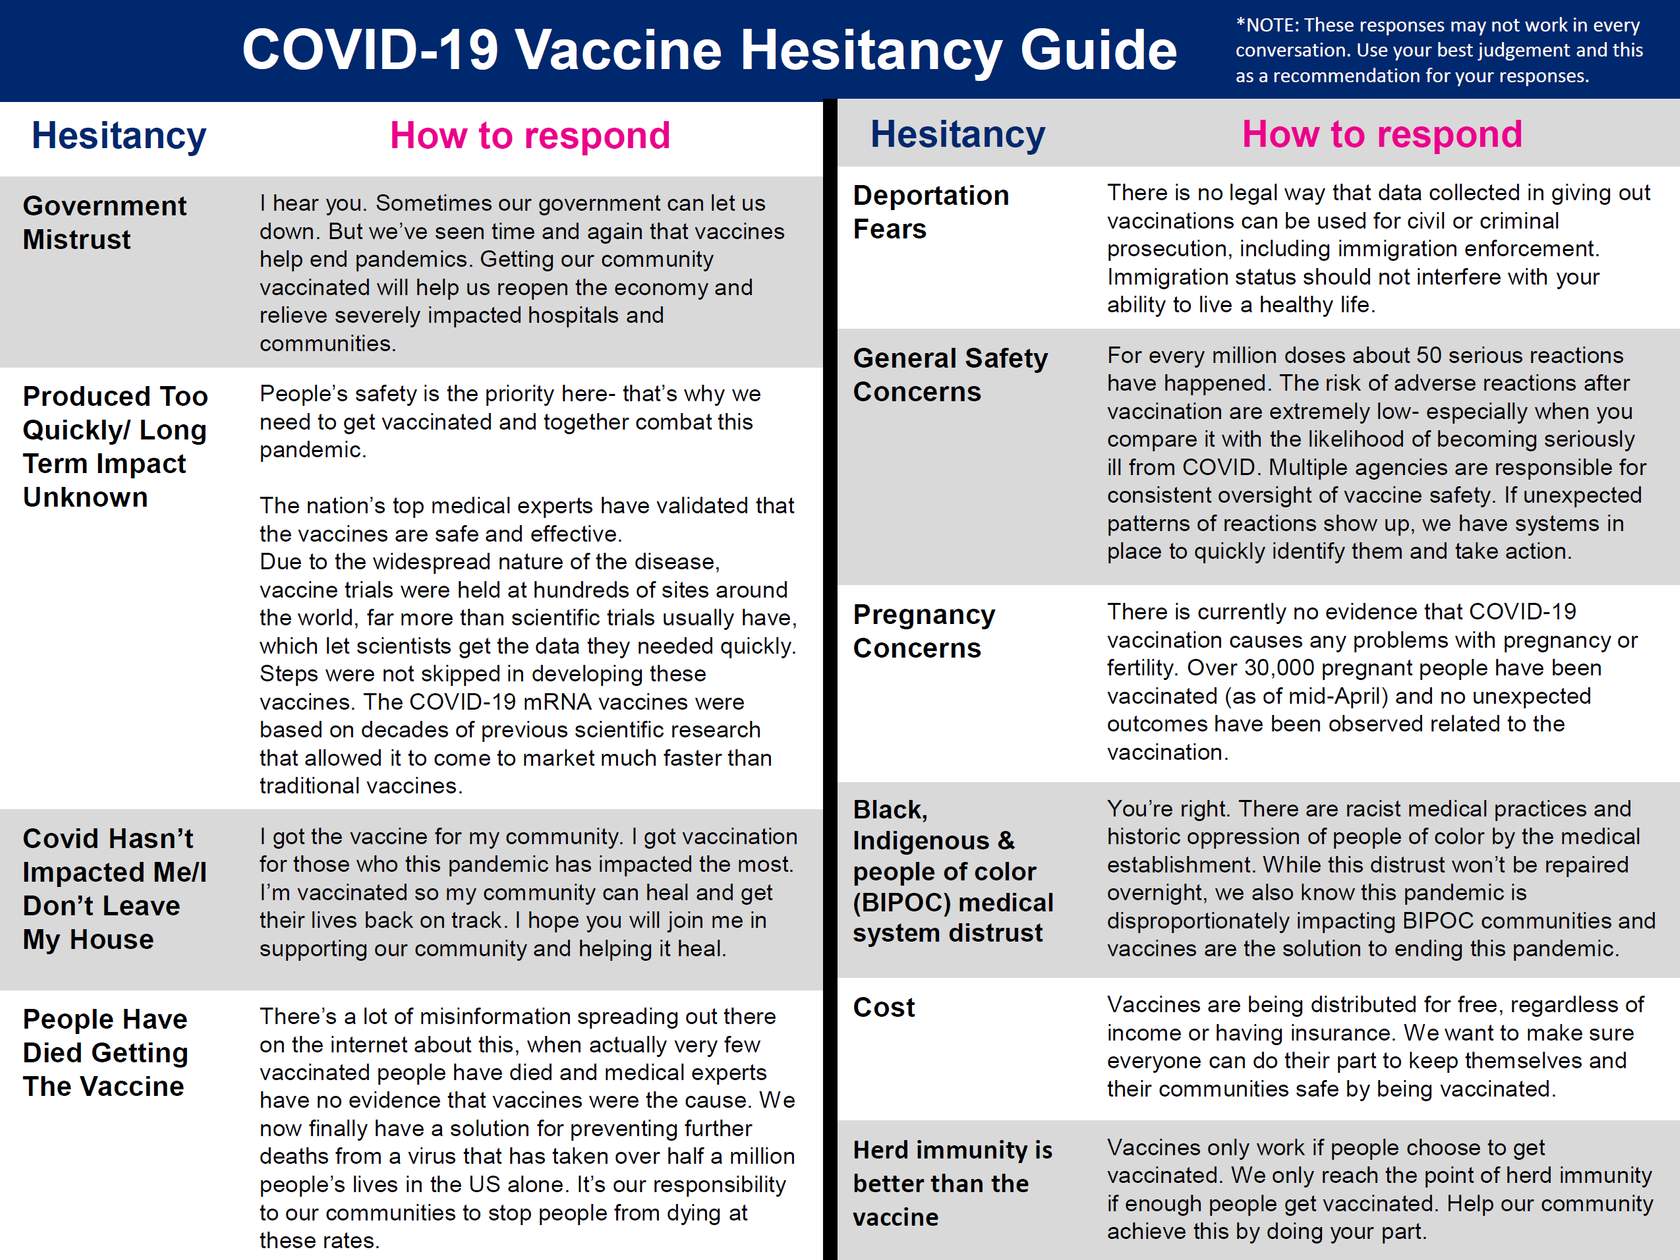 COVID-19 Vaccine Hesitancy Guide
*NOTE: These responses may not work in every
conversation. Use your best judgement and this
as a recommendation for your responses.
Hesitancy
How to respond
Government
Mistrust
I hear you. Sometimes our government can let us
down. But we’ve seen time and again that vaccines
help end pandemics. Getting our community
vaccinated will help us reopen the economy and
relieve severely impacted hospitals and
communities.
Produced Too
Quickly/ Long
Term Impact
Unknown
People’s safety is the priority here- that’s why we
need to get vaccinated and together combat this
pandemic.
The nation’s top medical experts have validated that
the vaccines are safe and effective.
Due to the widespread nature of the disease,
vaccine trials were held at hundreds of sites around
the world, far more than scientific trials usually have,
which let scientists get the data they needed quickly.
Steps were not skipped in developing these
vaccines. The COVID-19 mRNA vaccines were
based on decades of previous scientific research
that allowed it to come to market much faster than
traditional vaccines.
Covid Hasn’t
Impacted Me/I
Don’t Leave
My House
I got the vaccine for my community. I got vaccination
for those who this pandemic has impacted the most.
I’m vaccinated so my community can heal and get
their lives back on track. I hope you will join me in
supporting our community and helping it heal.
People Have
Died Getting
The Vaccine
There’s a lot of misinformation spreading out there
on the internet about this, when actually very few
vaccinated people have died and medical experts
have no evidence that vaccines were the cause. We
now finally have a solution for preventing further
deaths from a virus that has taken over half a million
people’s lives in the US alone. It’s our responsibility
to our communities to stop people from dying at
these rates.
Hesitancy
How to respond
Deportation
Fears
There is no legal way that data collected in giving out
vaccinations can be used for civil or criminal
prosecution, including immigration enforcement.
Immigration status should not interfere with your
ability to live a healthy life.
General Safety
Concerns
For every million doses about 50 serious reactions
have happened. The risk of adverse reactions after
vaccination are extremely low- especially when you
compare it with the likelihood of becoming seriously
ill from COVID. Multiple agencies are responsible for
consistent oversight of vaccine safety. If unexpected
patterns of reactions show up, we have systems in
place to quickly identify them and take action.
Pregnancy
Concerns
There is currently no evidence that COVID-19
vaccination causes any problems with pregnancy or
fertility. Over 30,000 pregnant people have been
vaccinated (as of mid-April) and no unexpected
outcomes have been observed related to the
vaccination.
Black,
Indigenous &
people of color
(BIPOC) medical
system distrust
You’re right. There are racist medical practices and
historic oppression of people of color by the medical
establishment. While this distrust won’t be repaired
overnight, we also know this pandemic is
disproportionately impacting BIPOC communities and
vaccines are the solution to ending this pandemic.
Cost
Vaccines are being distributed for free, regardless of
income or having insurance. We want to make sure
everyone can do their part to keep themselves and
their communities safe by being vaccinated.
Herd immunity is
better than the
vaccine
Vaccines only work if people choose to get
vaccinated. We only reach the point of herd immunity
if enough people get vaccinated. Help our community
achieve this by doing your part.